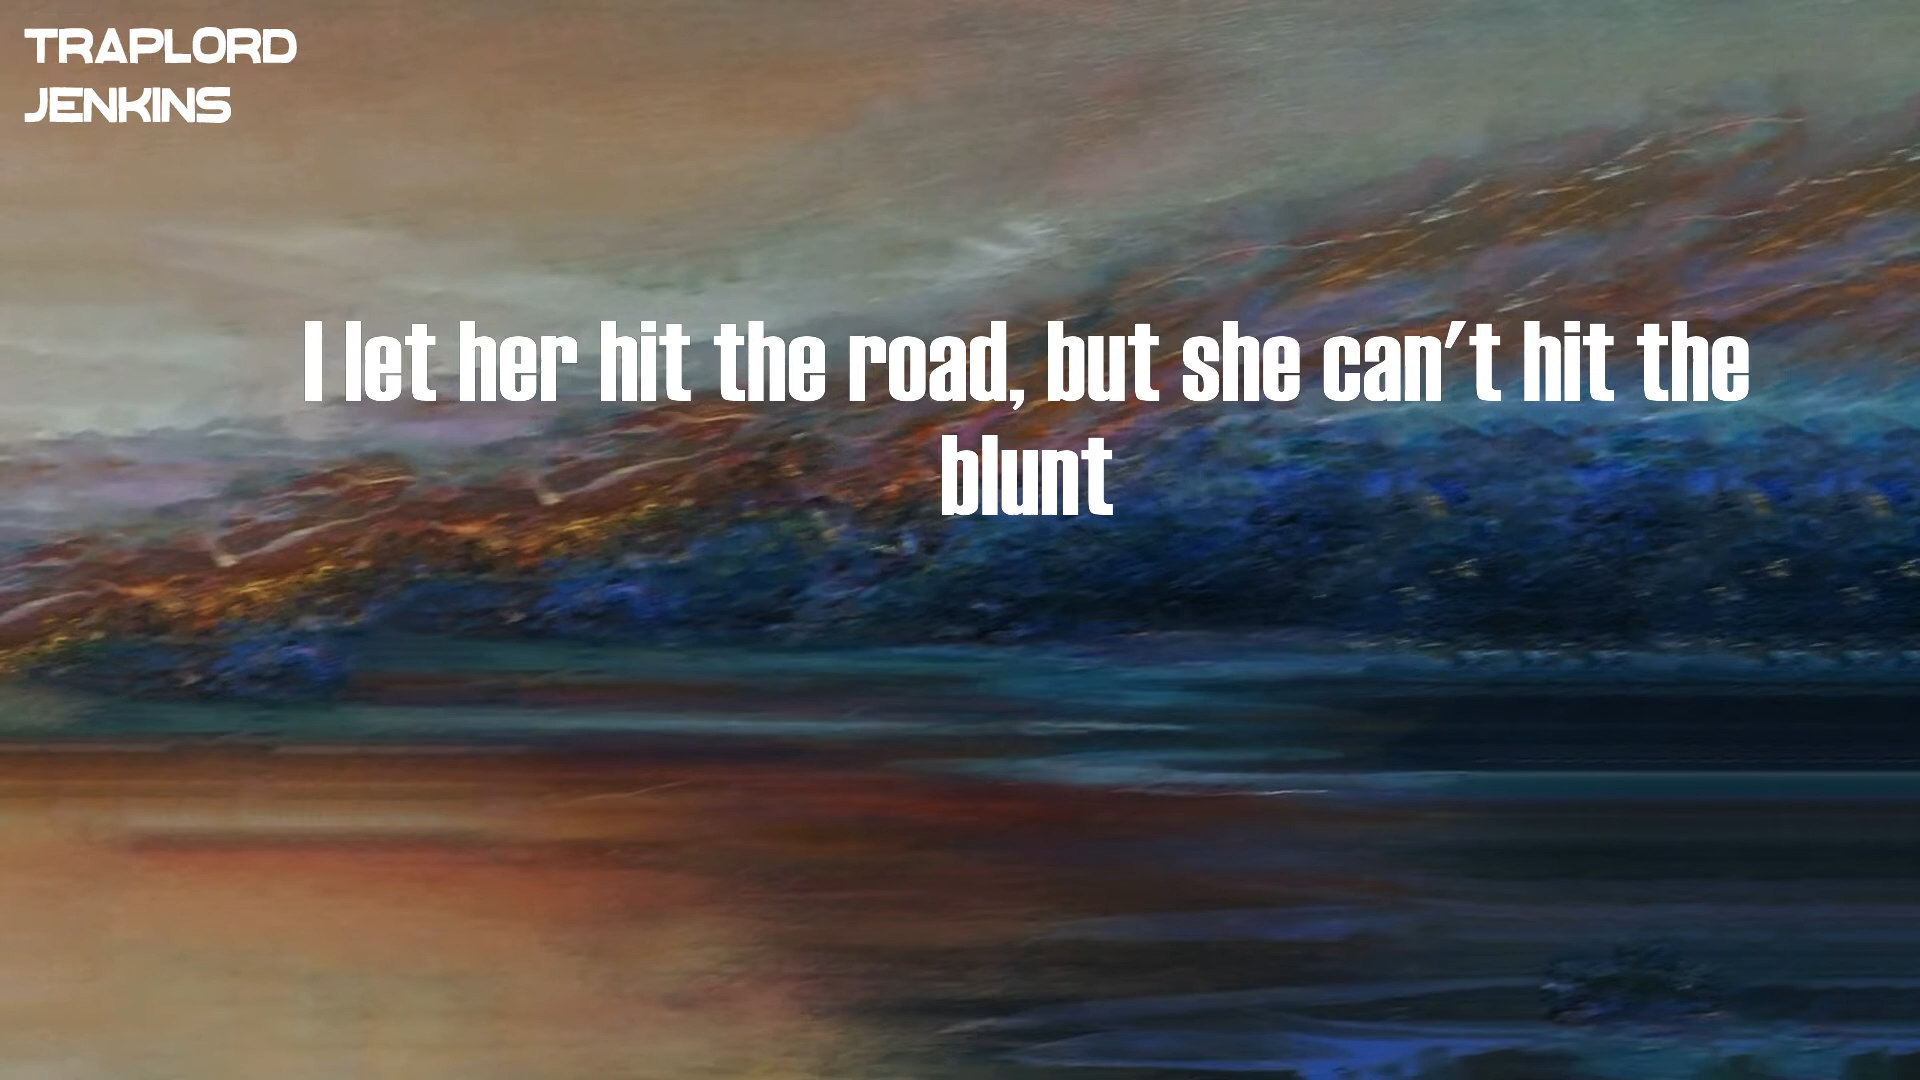 TRAPLORD
JENKINS
I let her hit the road, but she can't hit the
blunt